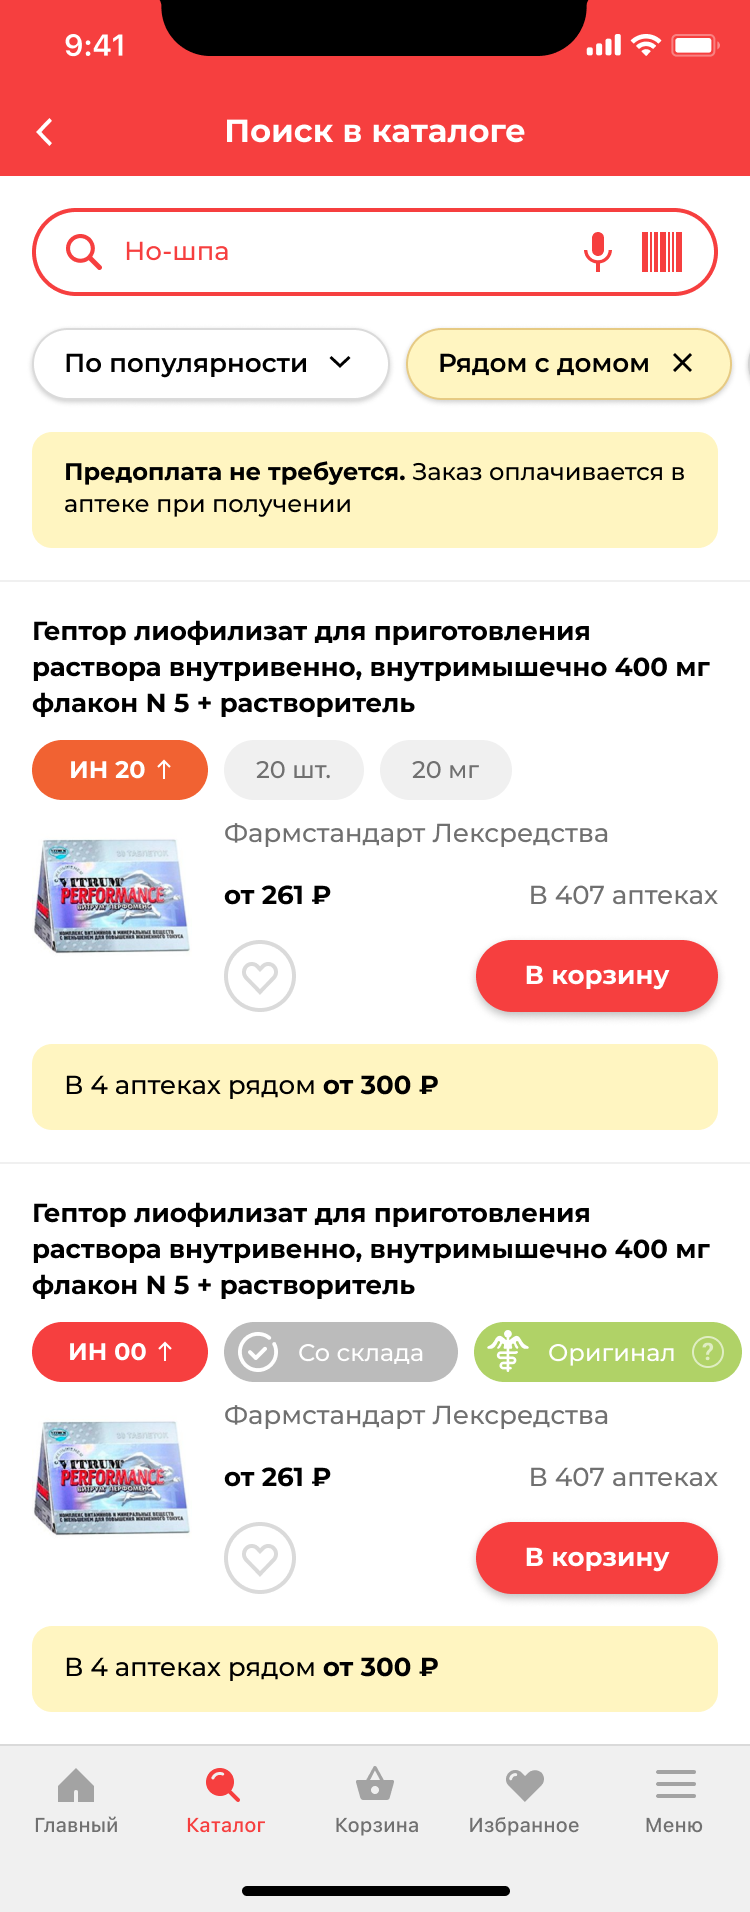 9:41
Поиск в каталоге
Но-шпа
По популярности
Рядом с домом
Предоплата не требуется. Заказ оплачивается в
аптеке при получении
Гептор лиофилизат для приготовления
раствора внутривенно, внутримышечно 400 мг
флакон N 5 + растворитель
ИН 20 ↑
20 шт.
20 мг
Фармстандарт Лексредства
VITRUM
PERFORMANCE
от 261 ₽
В 407 аптеках
В корзину
В 4 аптеках рядом от 300 ₽
Гептор лиофилизат для приготовления
раствора внутривенно, внутримышечно 400 мг
флакон N 5 + растворитель
ИН 00 ↑
Со склада
Оригинал ?
Фармстандарт Лексредства
VITRUM
PERFORMANCE
от 261 ₽
В 407 аптеках
В корзину
В 4 аптеках рядом от 300 ₽
Главный
Каталог
Корзина
Избранное
Меню